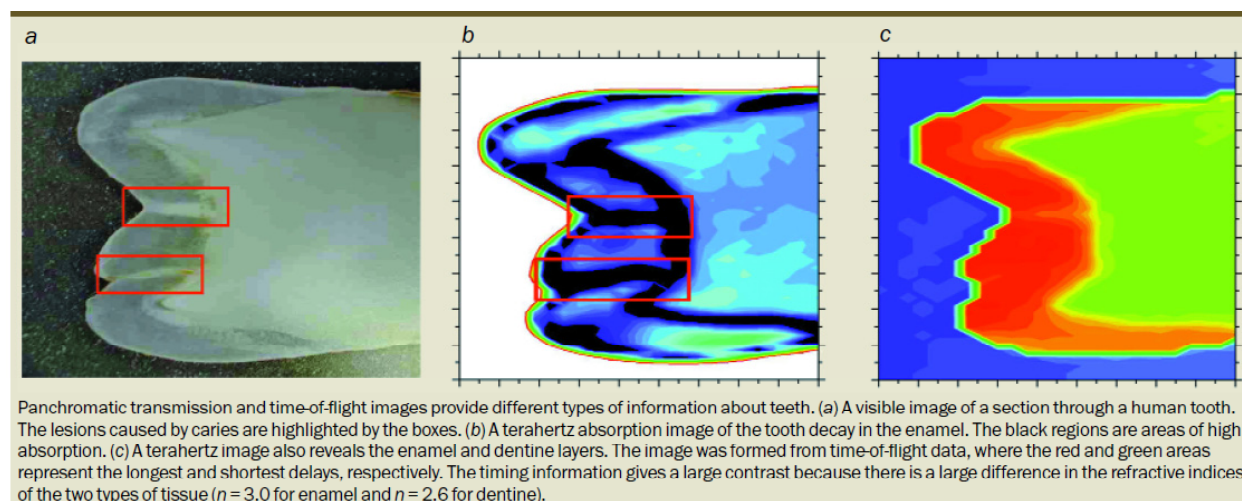 a
b
c
Panchromatic transmission and time-of-flight images provide different types of information about teeth. (a) A visible image of a section through a human tooth.
The lesions caused by caries are highlighted by the boxes. (b) A terahertz absorption image of the tooth decay in the enamel. The black regions are areas of high
absorption. (c) A terahertz image also reveals the enamel and dentine layers. The image was formed from time-of-flight data, where the red and green areas
represent the longest and shortest delays, respectively. The timing information gives a large contrast because there is a large difference in the refractive indices
of the two types of tissue (n = 3.0 for enamel and n = 2.6 for dentine).